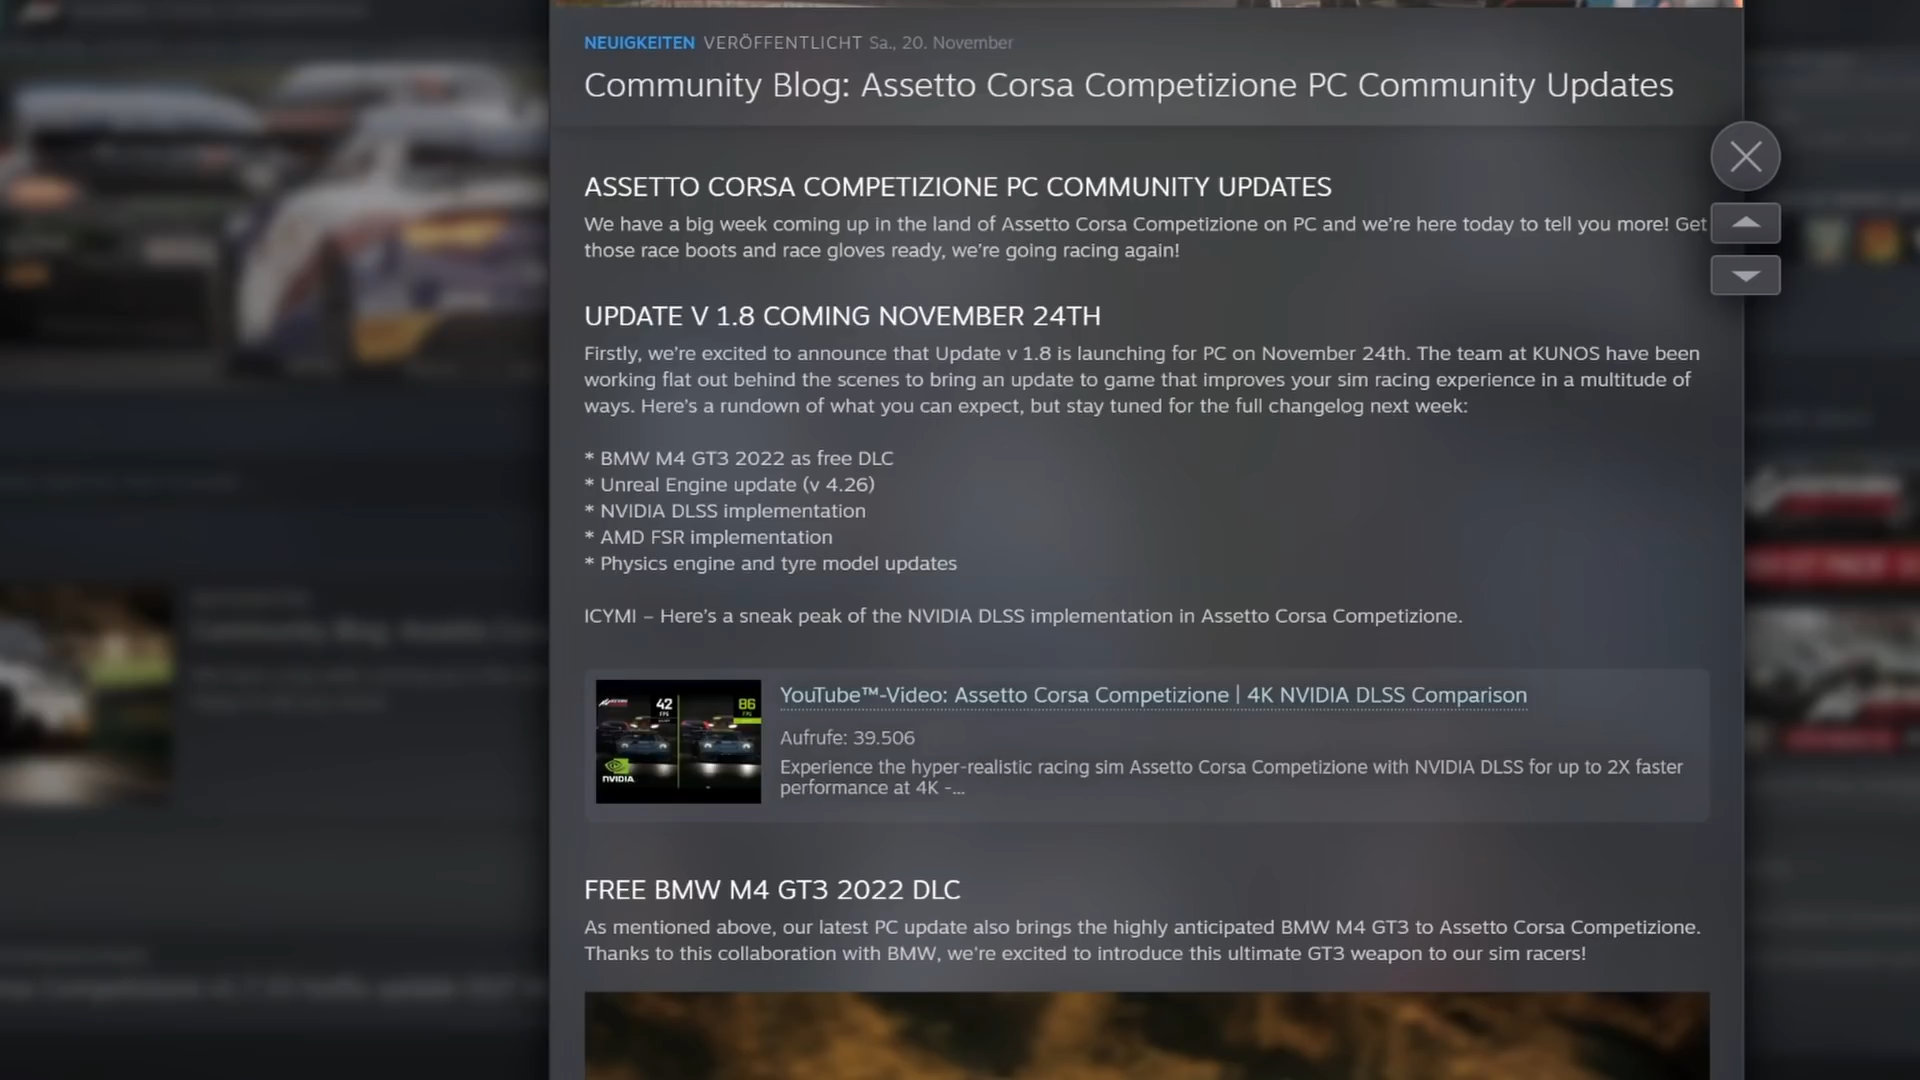 NEUIGKEITEN VERÖFFENTLICHT Sa., 20. November
Community Blog: Assetto Corsa Competizione PC Community Updates
ASSETTO CORSA COMPETIZIONE PC COMMUNITY UPDATES
We have a big week coming up in the land of Assetto Corsa Competizione on PC and we're here today to tell you more! Get
those race boots and race gloves ready, we're going racing again!
UPDATE V 1.8 COMING NOVEMBER 24TH
Firstly, we're excited to announce that Update v 1.8 is launching for PC on November 24th. The team at KUNOS have been
working flat out behind the scenes to bring an update to game that improves your sim racing experience in a multitude of
ways. Here's a rundown of what you can expect, but stay tuned for the full changelog next week:
* BMW M4 GT3 2022 as free DLC
* Unreal Engine update (v 4.26)
* NVIDIA DLSS implementation
* AMD FSR implementation
* Physics engine and tyre model updates
ICYMI – Here's a sneak peak of the NVIDIA DLSS implementation in Assetto Corsa Competizione.
42 FPS
86
NVIDIA
YouTube™-Video: Assetto Corsa Competizione | 4K NVIDIA DLSS Comparison
Aufrufe: 39.506
Experience the hyper-realistic racing sim Assetto Corsa Competizione with NVIDIA DLSS for up to 2X faster
performance at 4K -...
FREE BMW M4 GT3 2022 DLC
As mentioned above, our latest PC update also brings the highly anticipated BMW M4 GT3 to Assetto Corsa Competizione.
Thanks to this collaboration with BMW, we're excited to introduce this ultimate GT3 weapon to our sim racers!